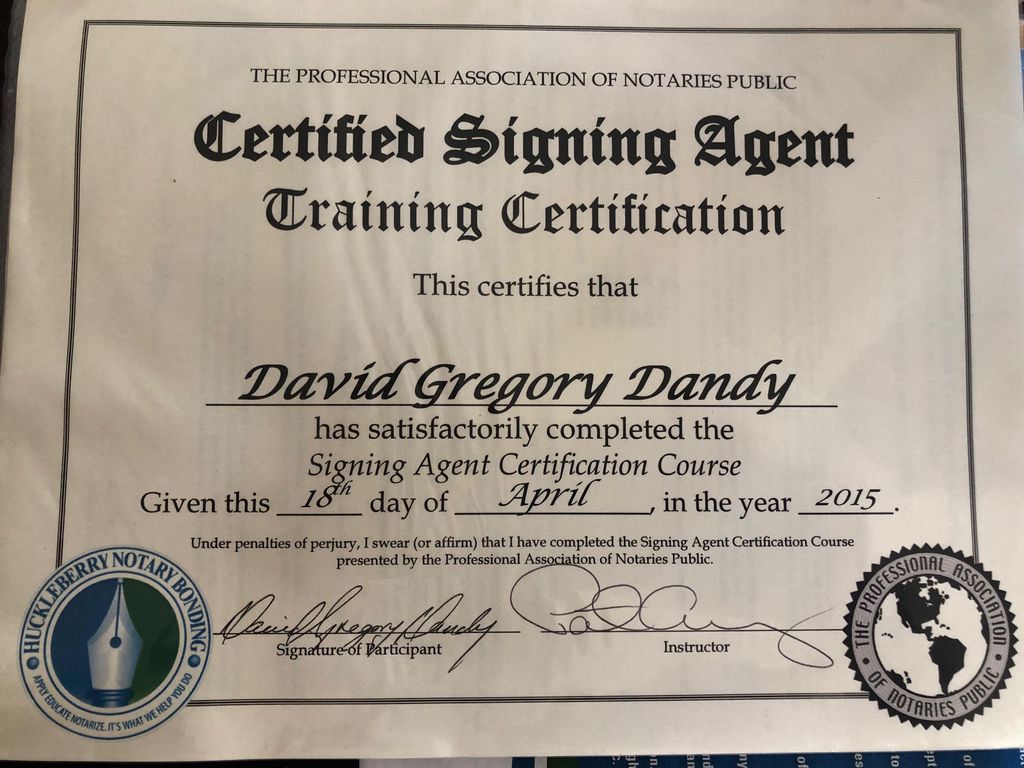 THE PROFESSIONAL ASSOCIATION OF NOTARIES PUBLIC
Certified Signing Agent
Training Certification
This certifies that
David Gregory Dandy
has satisfactorily completed the
Signing Agent Certification Course
Given this 18th day of April, in the year 2015.
Under penalties of perjury, I swear (or affirm) that I have completed the Signing Agent Certification Course
presented by the Professional Association of Notaries Public.
David Gregory Dandy
Signature of Participant
Instructor
• HUCKLEBERRY NOTARY BONDING •
APPLY. EDUCATE. NOTARIZE. IT'S WHAT WE HELP YOU DO
• THE PROFESSIONAL ASSOCIATION •
OF NOTARIES PUBLIC